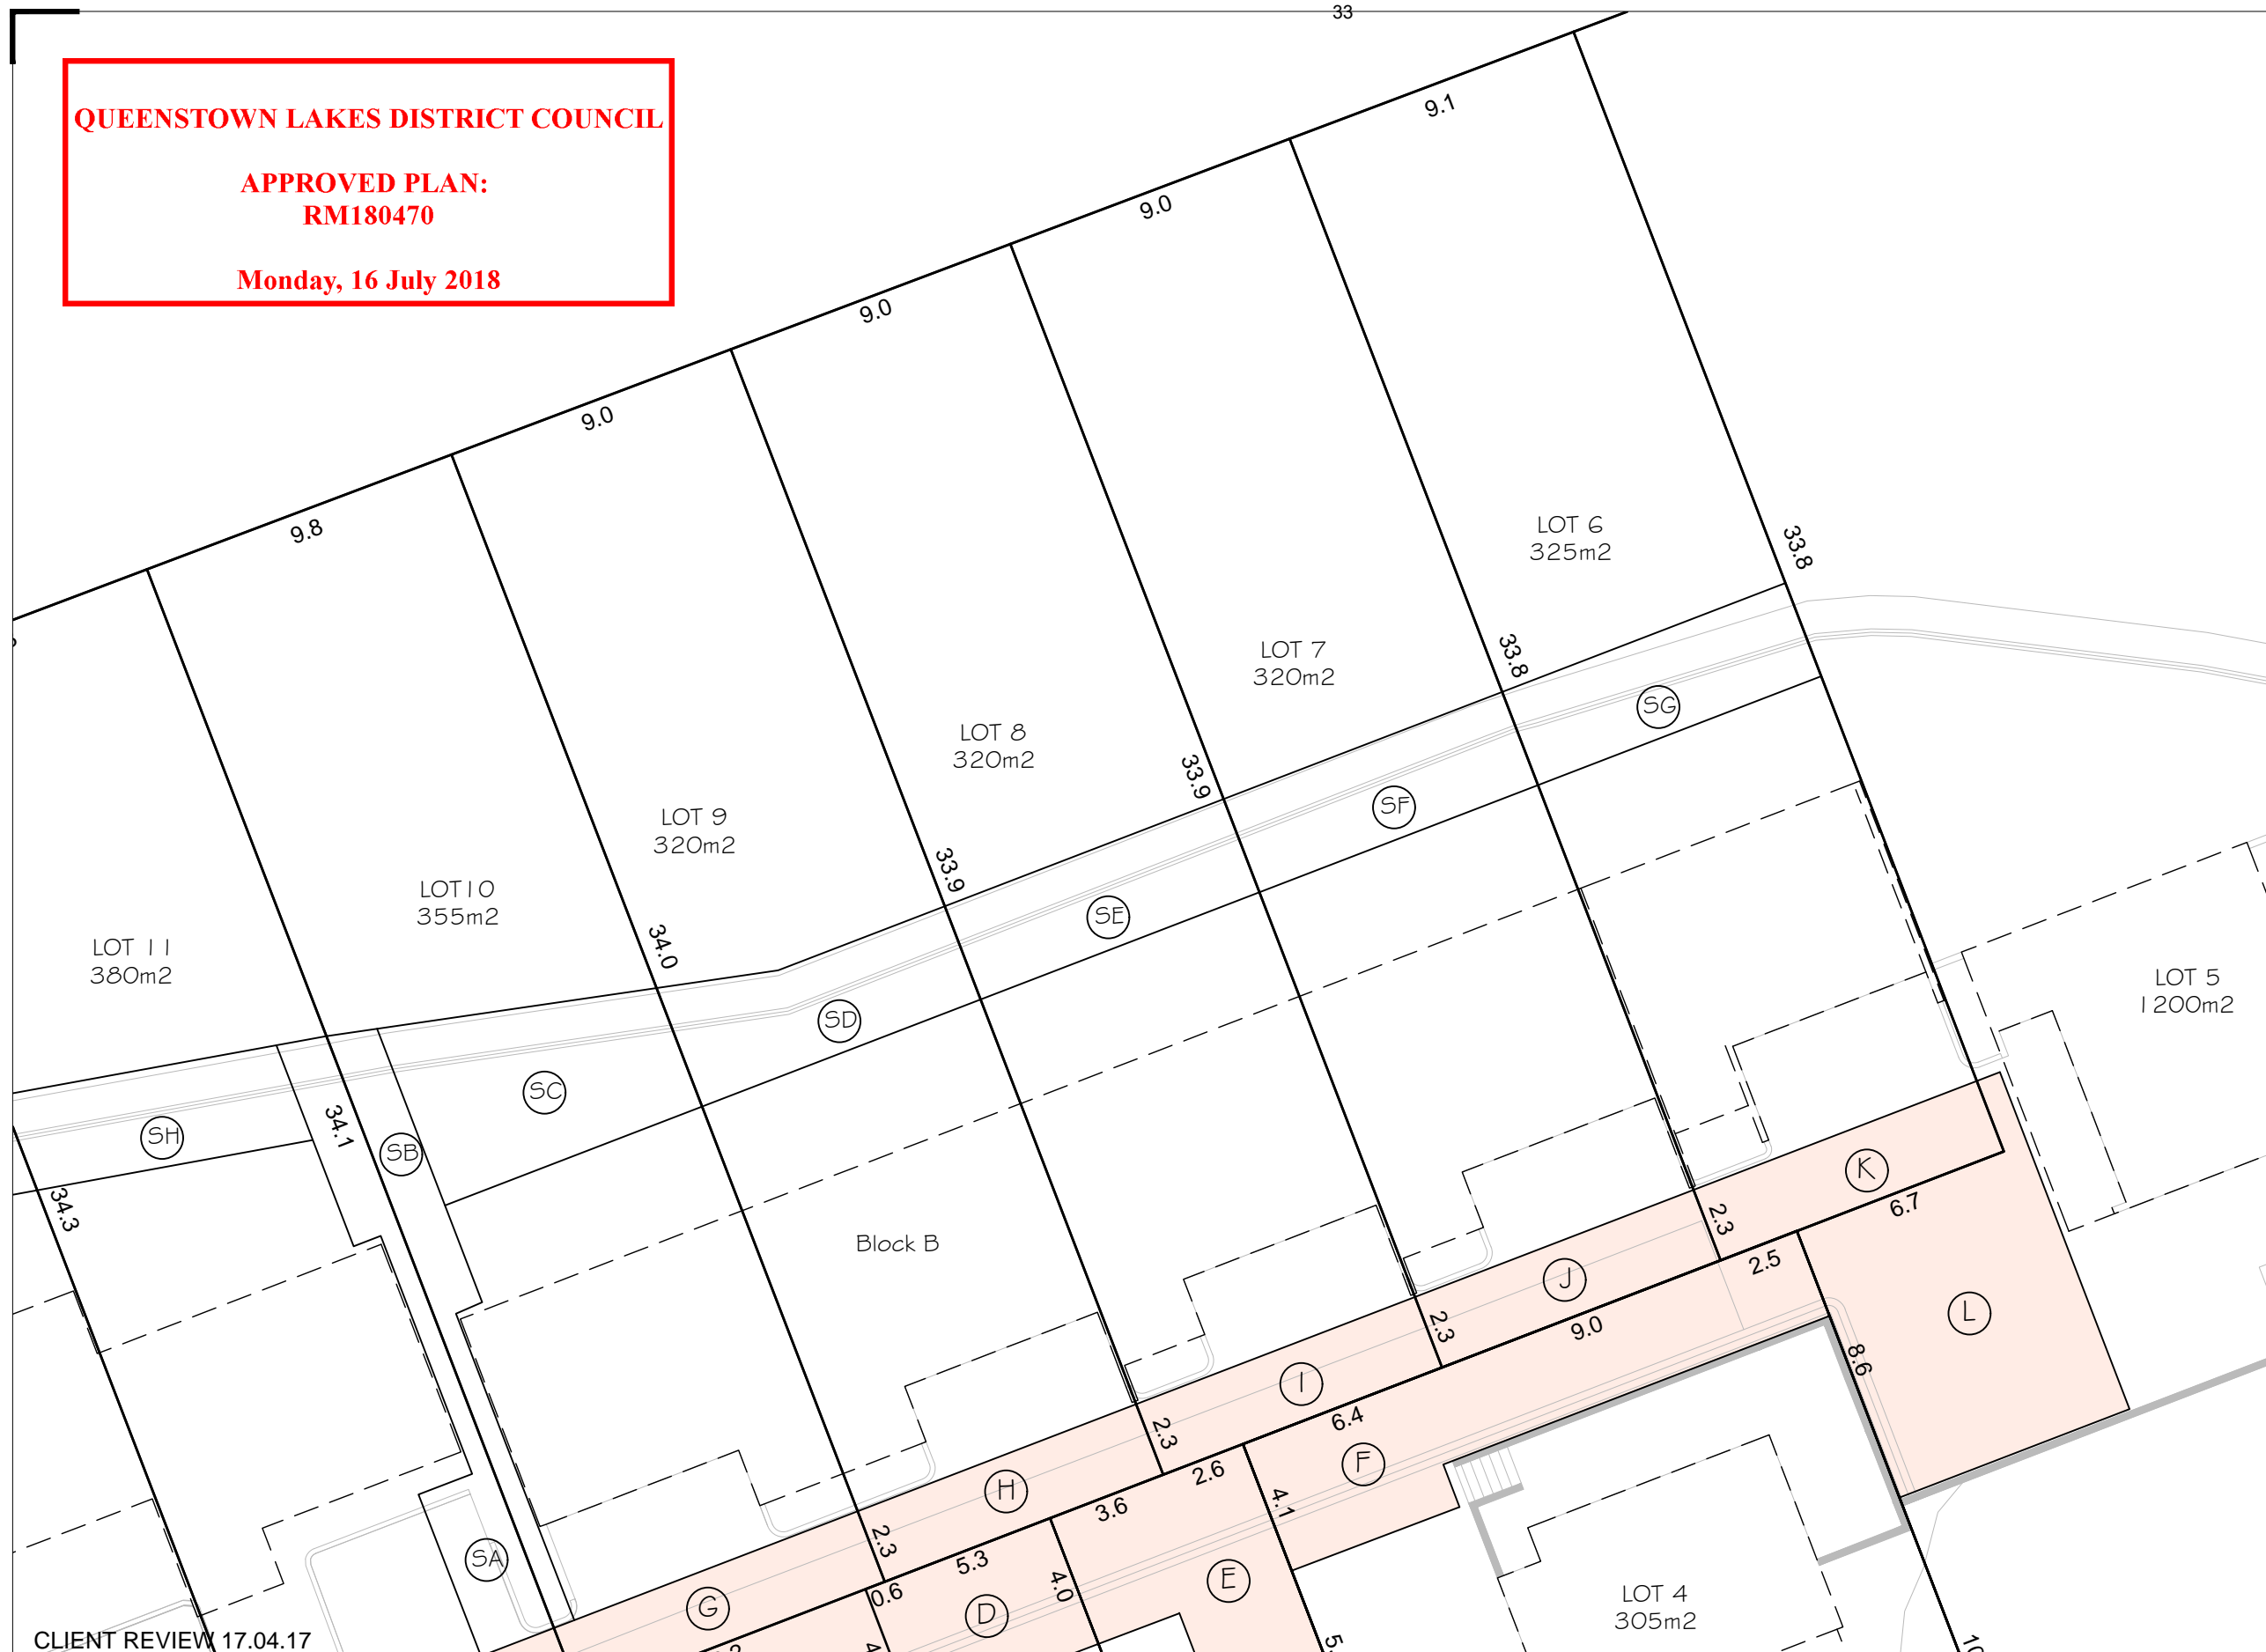 33
QUEENSTOWN LAKES DISTRICT COUNCIL
APPROVED PLAN:
RM180470
Monday, 16 July 2018
9.1
9.0
9.0
9.0
9.8
LOT 6
325m2
33.8
LOT 7
320m2
33.8
SG
LOT 8
320m2
33.9
SF
LOT 9
320m2
33.9
SE
LOT10
355m2
34.0
SD
LOT 11
380m2
LOT 5
1200m2
SC
34.1
SH
SB
34.3
Block B
K
6.7
2.3
2.5
J
L
2.3
9.0
8.6
I
6.4
2.3
F
2.6
H
4.1
3.6
2.3
5.3
4.0
0.6
E
SA
G
D
LOT 4
305m2
CLIENT REVIEW 17.04.17